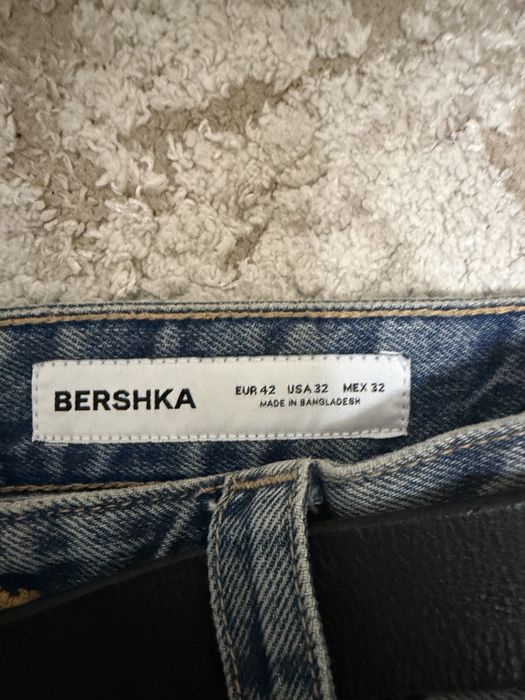 BERSHKA
EUR 42 USA 32 MEX 32
MADE IN BANGLADESH